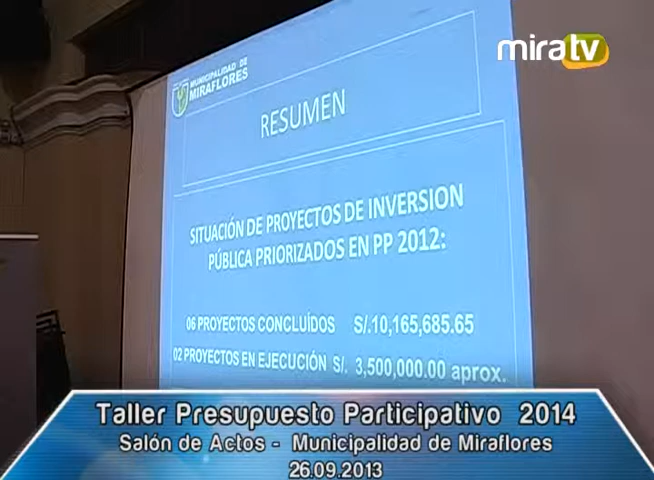 miratv
MUNICIPALIDAD DE
MIRAFLORES
RESUMEN
SITUACIÓN DE PROYECTOS DE INVERSION
PÚBLICA PRIORIZADOS EN PP 2012:
06 PROYECTOS CONCLUÍDOS S/.10,165,685.65
02 PROYECTOS EN EJECUCIÓN S/. 3,500,000.00 aprox.
Taller Presupuesto Participativo 2014
Salón de Actos - Municipalidad de Miraflores
26.09.2013